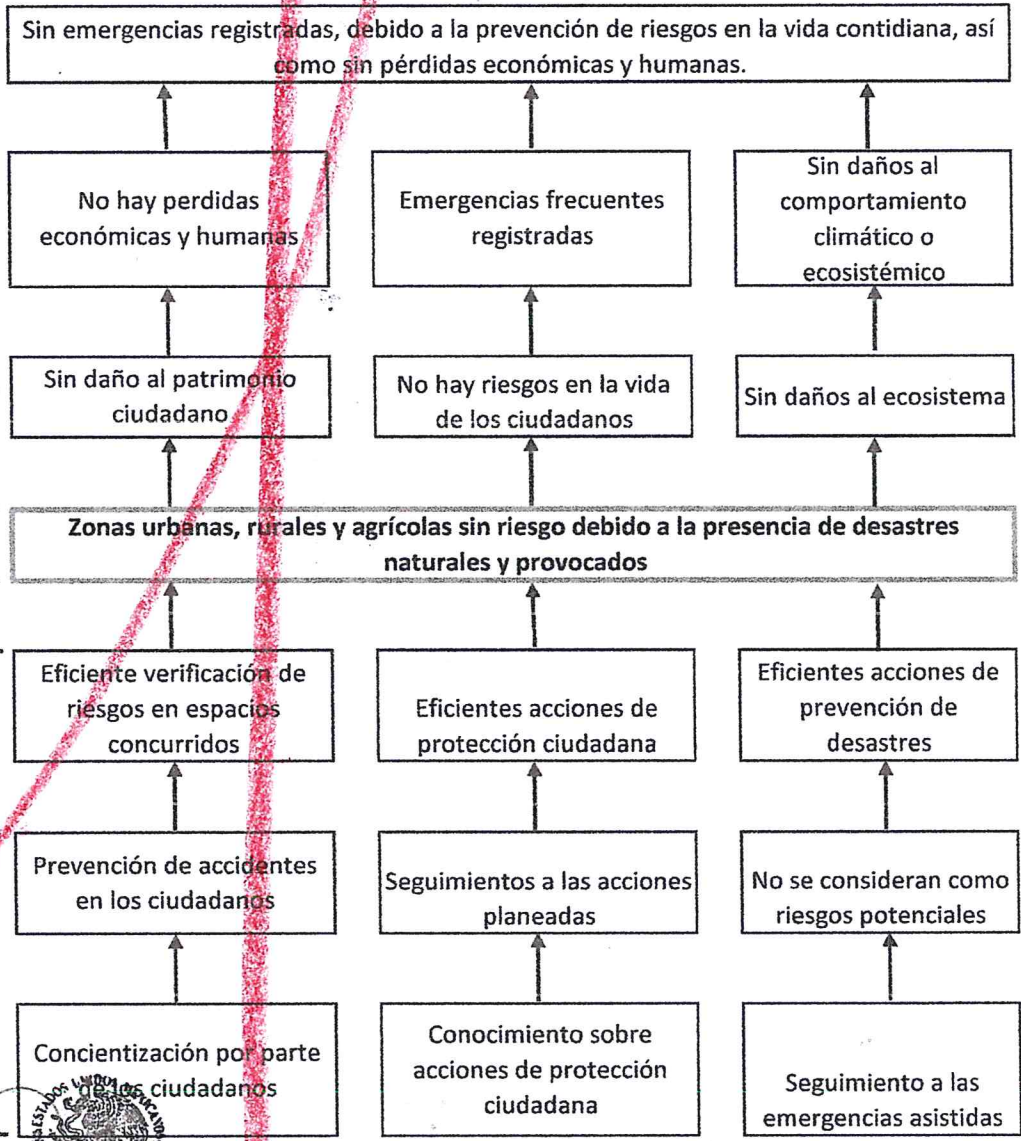 Sin emergencias registradas, debido a la prevención de riesgos en la vida contidiana, así
como sin pérdidas económicas y humanas.
No hay perdidas
económicas y humanas
Emergencias frecuentes
registradas
Sin daños al
comportamiento
climático o
ecosistémico
Sin daño al patrimonio
ciudadano
No hay riesgos en la vida
de los ciudadanos
Sin daños al ecosistema
Zonas urbanas, rurales y agrícolas sin riesgo debido a la presencia de desastres
naturales y provocados
Eficiente verificación de
riesgos en espacios
concurridos
Eficientes acciones de
protección ciudadana
Eficientes acciones de
prevención de
desastres
Prevención de accidentes
en los ciudadanos
Seguimientos a las acciones
planeadas
No se consideran como
riesgos potenciales
Concientización por parte
de los ciudadanos
Conocimiento sobre
acciones de protección
ciudadana
Seguimiento a las
emergencias asistidas
ESTADOS UNIDOS